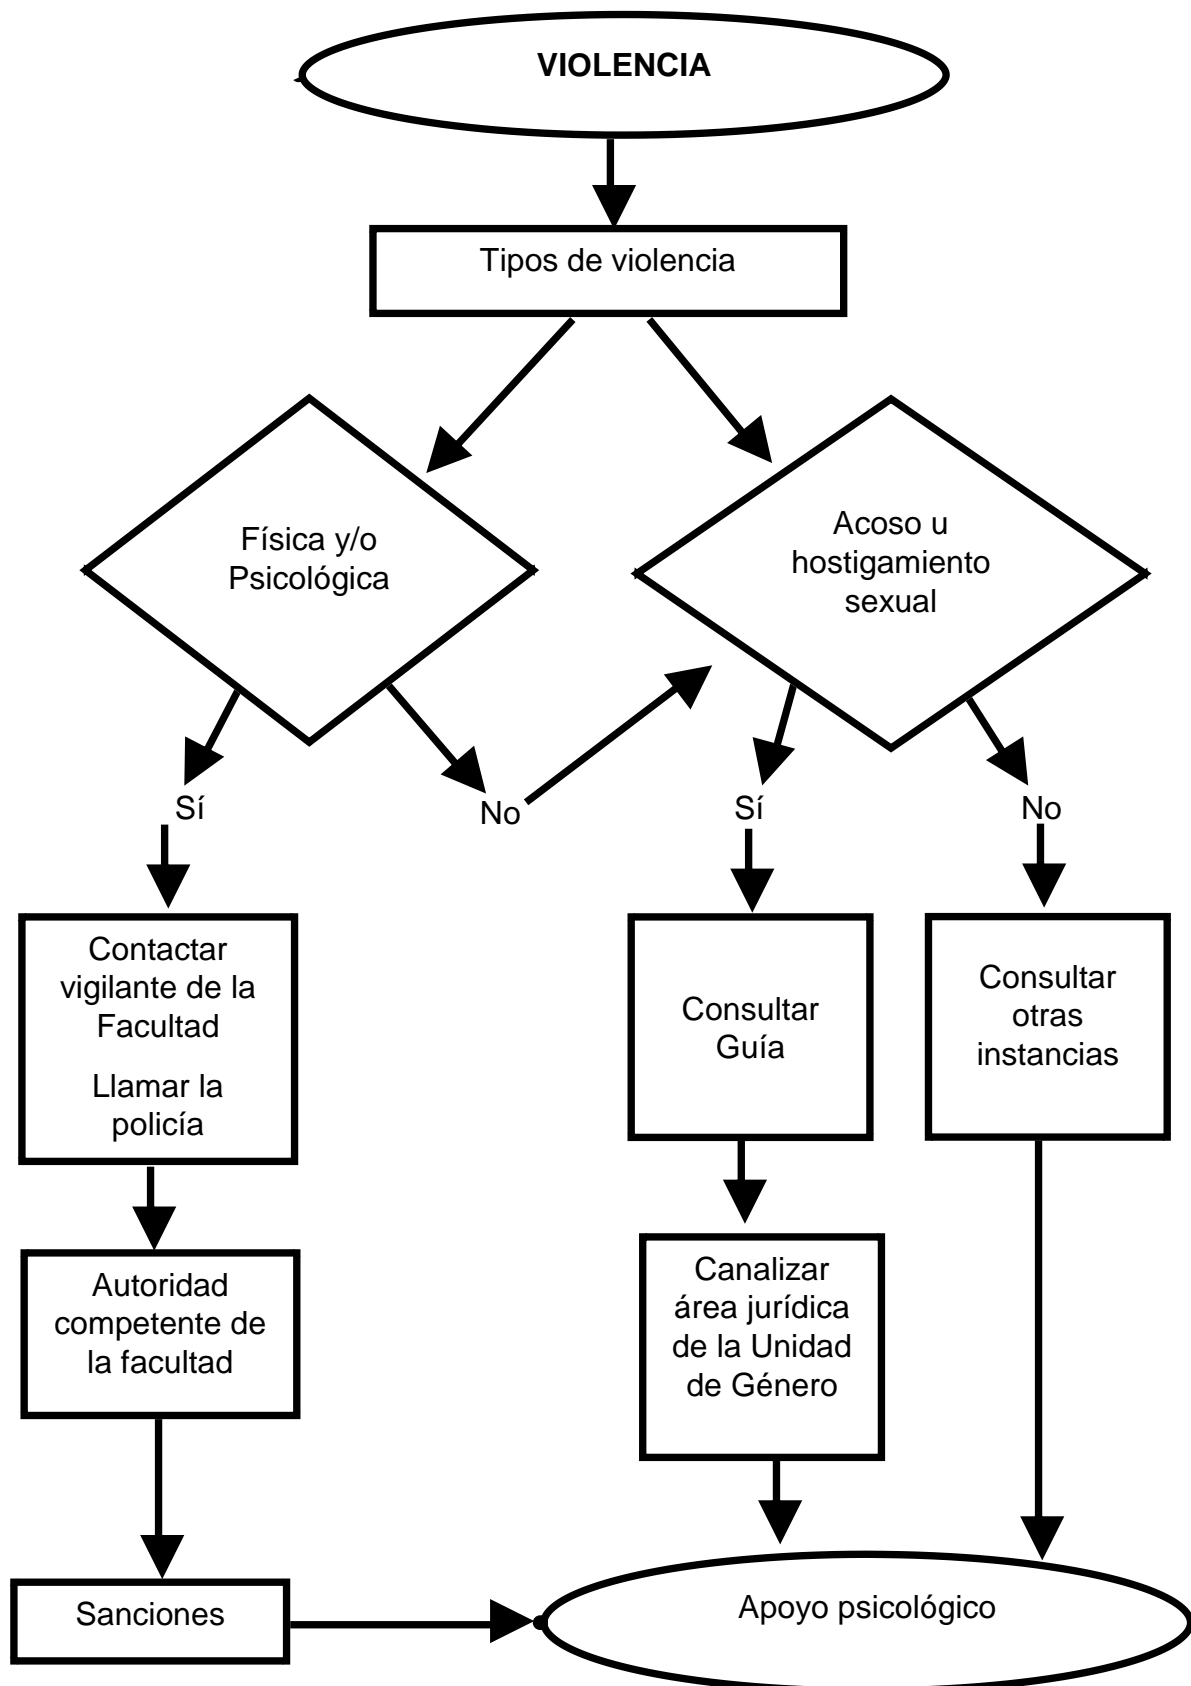 VIOLENCIA
Tipos de violencia
Física y/o
Psicológica
Acoso u
hostigamiento
sexual
Sí
No
Sí
No
Contactar
vigilante de la
Facultad
Llamar la
policía
Consultar
Guía
Consultar
otras
instancias
Autoridad
competente de
la facultad
Canalizar
área jurídica
de la Unidad
de Género
Sanciones
Apoyo psicológico